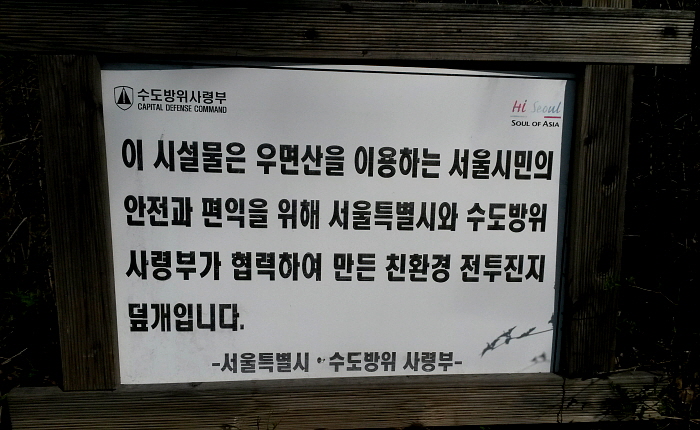 수도방위사령부
CAPITAL DEFENSE COMMAND
Hi Seoul
SOUL OF ASIA
이 시설물은 우면산을 이용하는 서울시민의
안전과 편익을 위해 서울특별시와 수도방위
사령부가 협력하여 만든 친환경 전투진지
덮개입니다.
-서울특별시 · 수도방위 사령부-